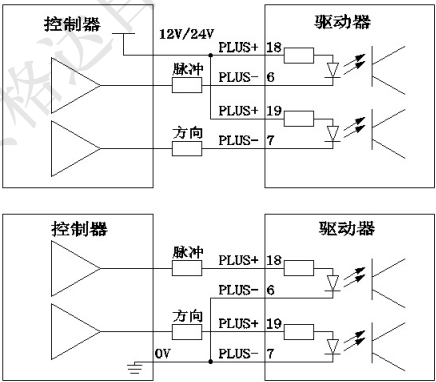 控制器
驱动器
12V/24V
PLUS+ 18
脉冲
PLUS- 6
PLUS+ 19
方向
PLUS- 7
控制器
驱动器
脉冲
PLUS+ 18
PLUS- 6
方向
PLUS+ 19
0V
PLUS- 7